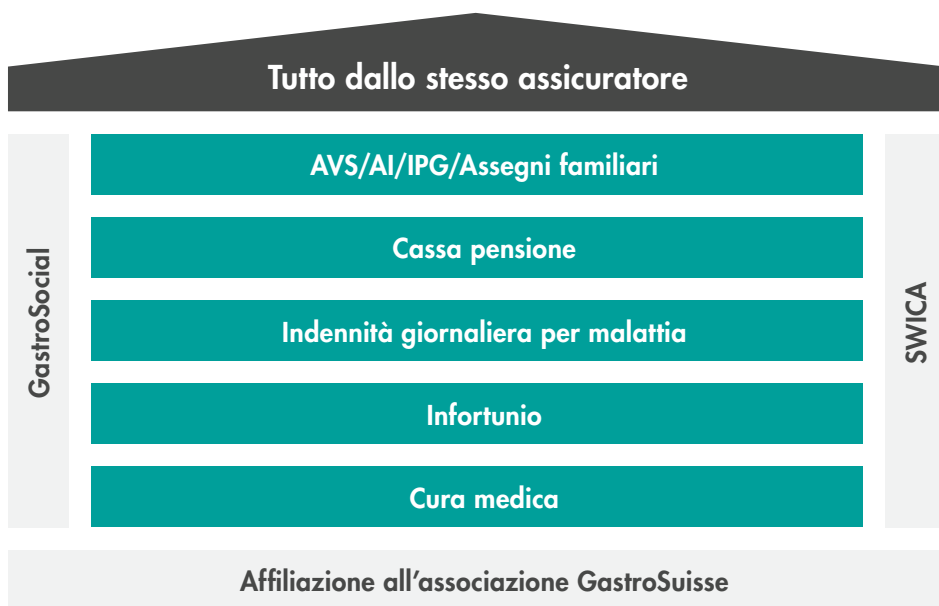 Tutto dallo stesso assicuratore
GastroSocial
AVS/AI/IPG/Assegni familiari
Cassa pensione
Indennità giornaliera per malattia
Infortunio
Cura medica
SWICA
Affiliazione all’associazione GastroSuisse